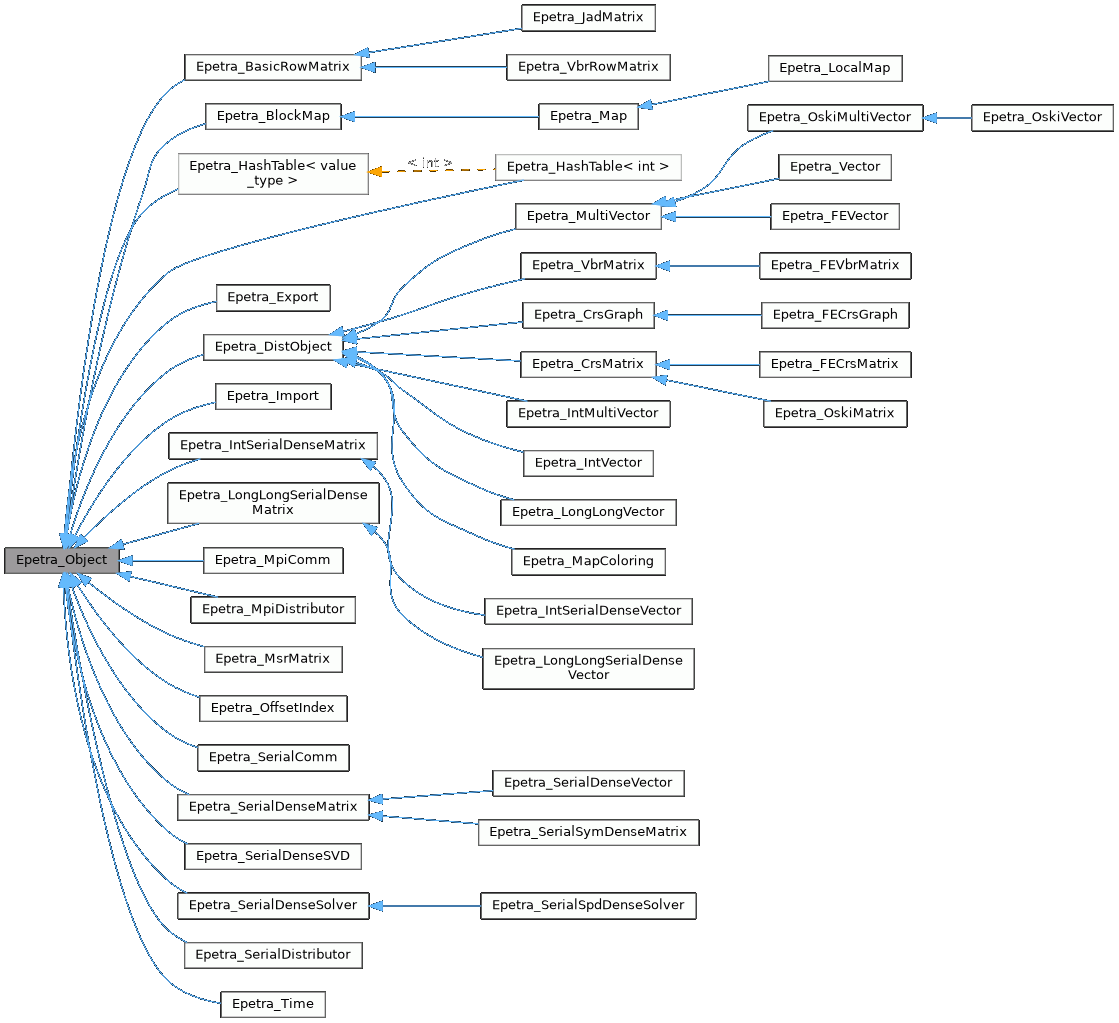 Epetra_JadMatrix
Epetra_BasicRowMatrix
Epetra_VbrRowMatrix
Epetra_LocalMap
Epetra_BlockMap
Epetra_Map
Epetra_OskiMultiVector
Epetra_OskiVector
Epetra_HashTable< value
_type >
< int >
Epetra_HashTable< int >
Epetra_Vector
Epetra_MultiVector
Epetra_FEVector
Epetra_VbrMatrix
Epetra_FEVbrMatrix
Epetra_Export
Epetra_CrsGraph
Epetra_FECrsGraph
Epetra_DistObject
Epetra_CrsMatrix
Epetra_FECrsMatrix
Epetra_Import
Epetra_IntMultiVector
Epetra_OskiMatrix
Epetra_IntSerialDenseMatrix
Epetra_IntVector
Epetra_LongLongSerialDense
Matrix
Epetra_LongLongVector
Epetra_Object
Epetra_MpiComm
Epetra_MapColoring
Epetra_MpiDistributor
Epetra_IntSerialDenseVector
Epetra_MsrMatrix
Epetra_LongLongSerialDense
Vector
Epetra_OffsetIndex
Epetra_SerialComm
Epetra_SerialDenseVector
Epetra_SerialDenseMatrix
Epetra_SerialSymDenseMatrix
Epetra_SerialDenseSVD
Epetra_SerialDenseSolver
Epetra_SerialSpdDenseSolver
Epetra_SerialDistributor
Epetra_Time